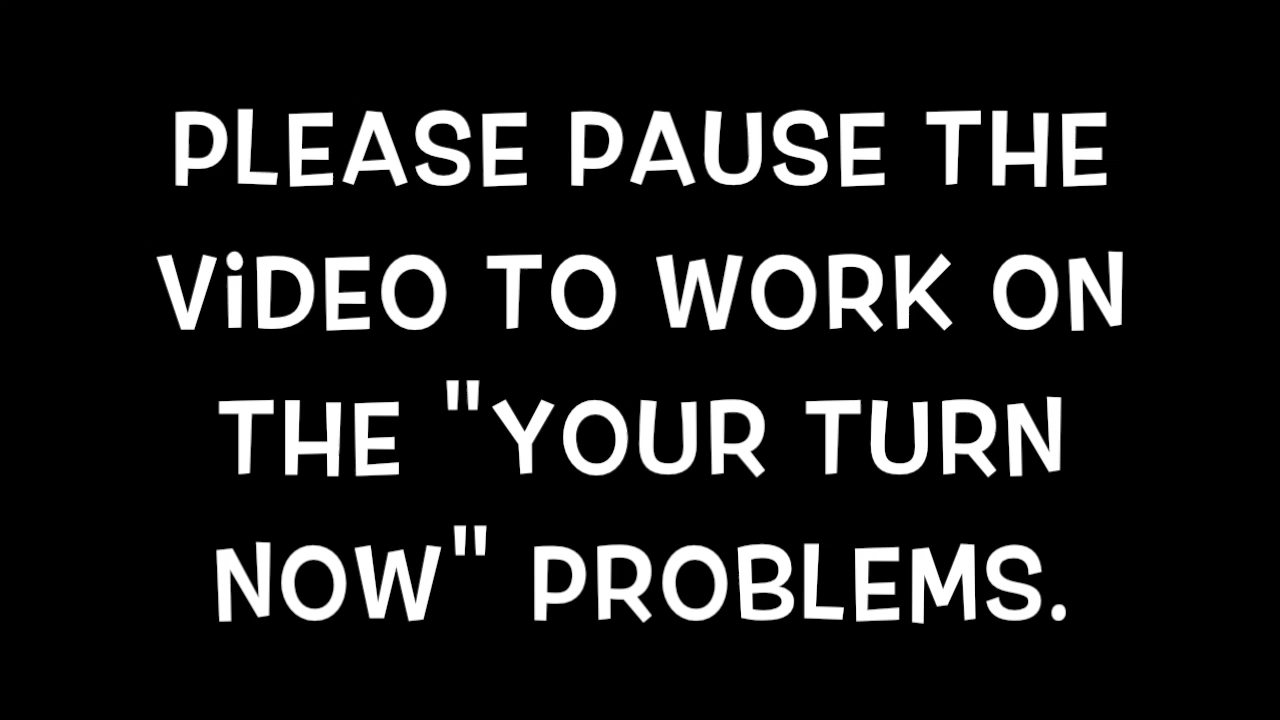 PLEASE PAUSE THE
ViDEO TO WORK ON
THE "YOUR TURN
NOW" PROBLEMS.